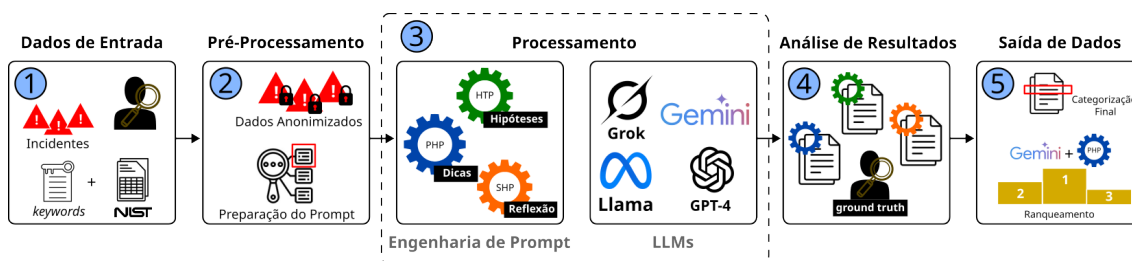 Dados de Entrada
1
Incidentes
+
keywords
NIST
Pré-Processamento
2
Dados Anonimizados
Preparação do Prompt
3
Processamento
HTP
Hipóteses
PHP
Dicas
SHP
Reflexão
Engenharia de Prompt
Grok
Gemini
Llama
GPT-4
LLMs
Análise de Resultados
4
ground truth
Saída de Dados
5
Categorização
Final
Gemini + PHP
2 1 3
Ranqueamento